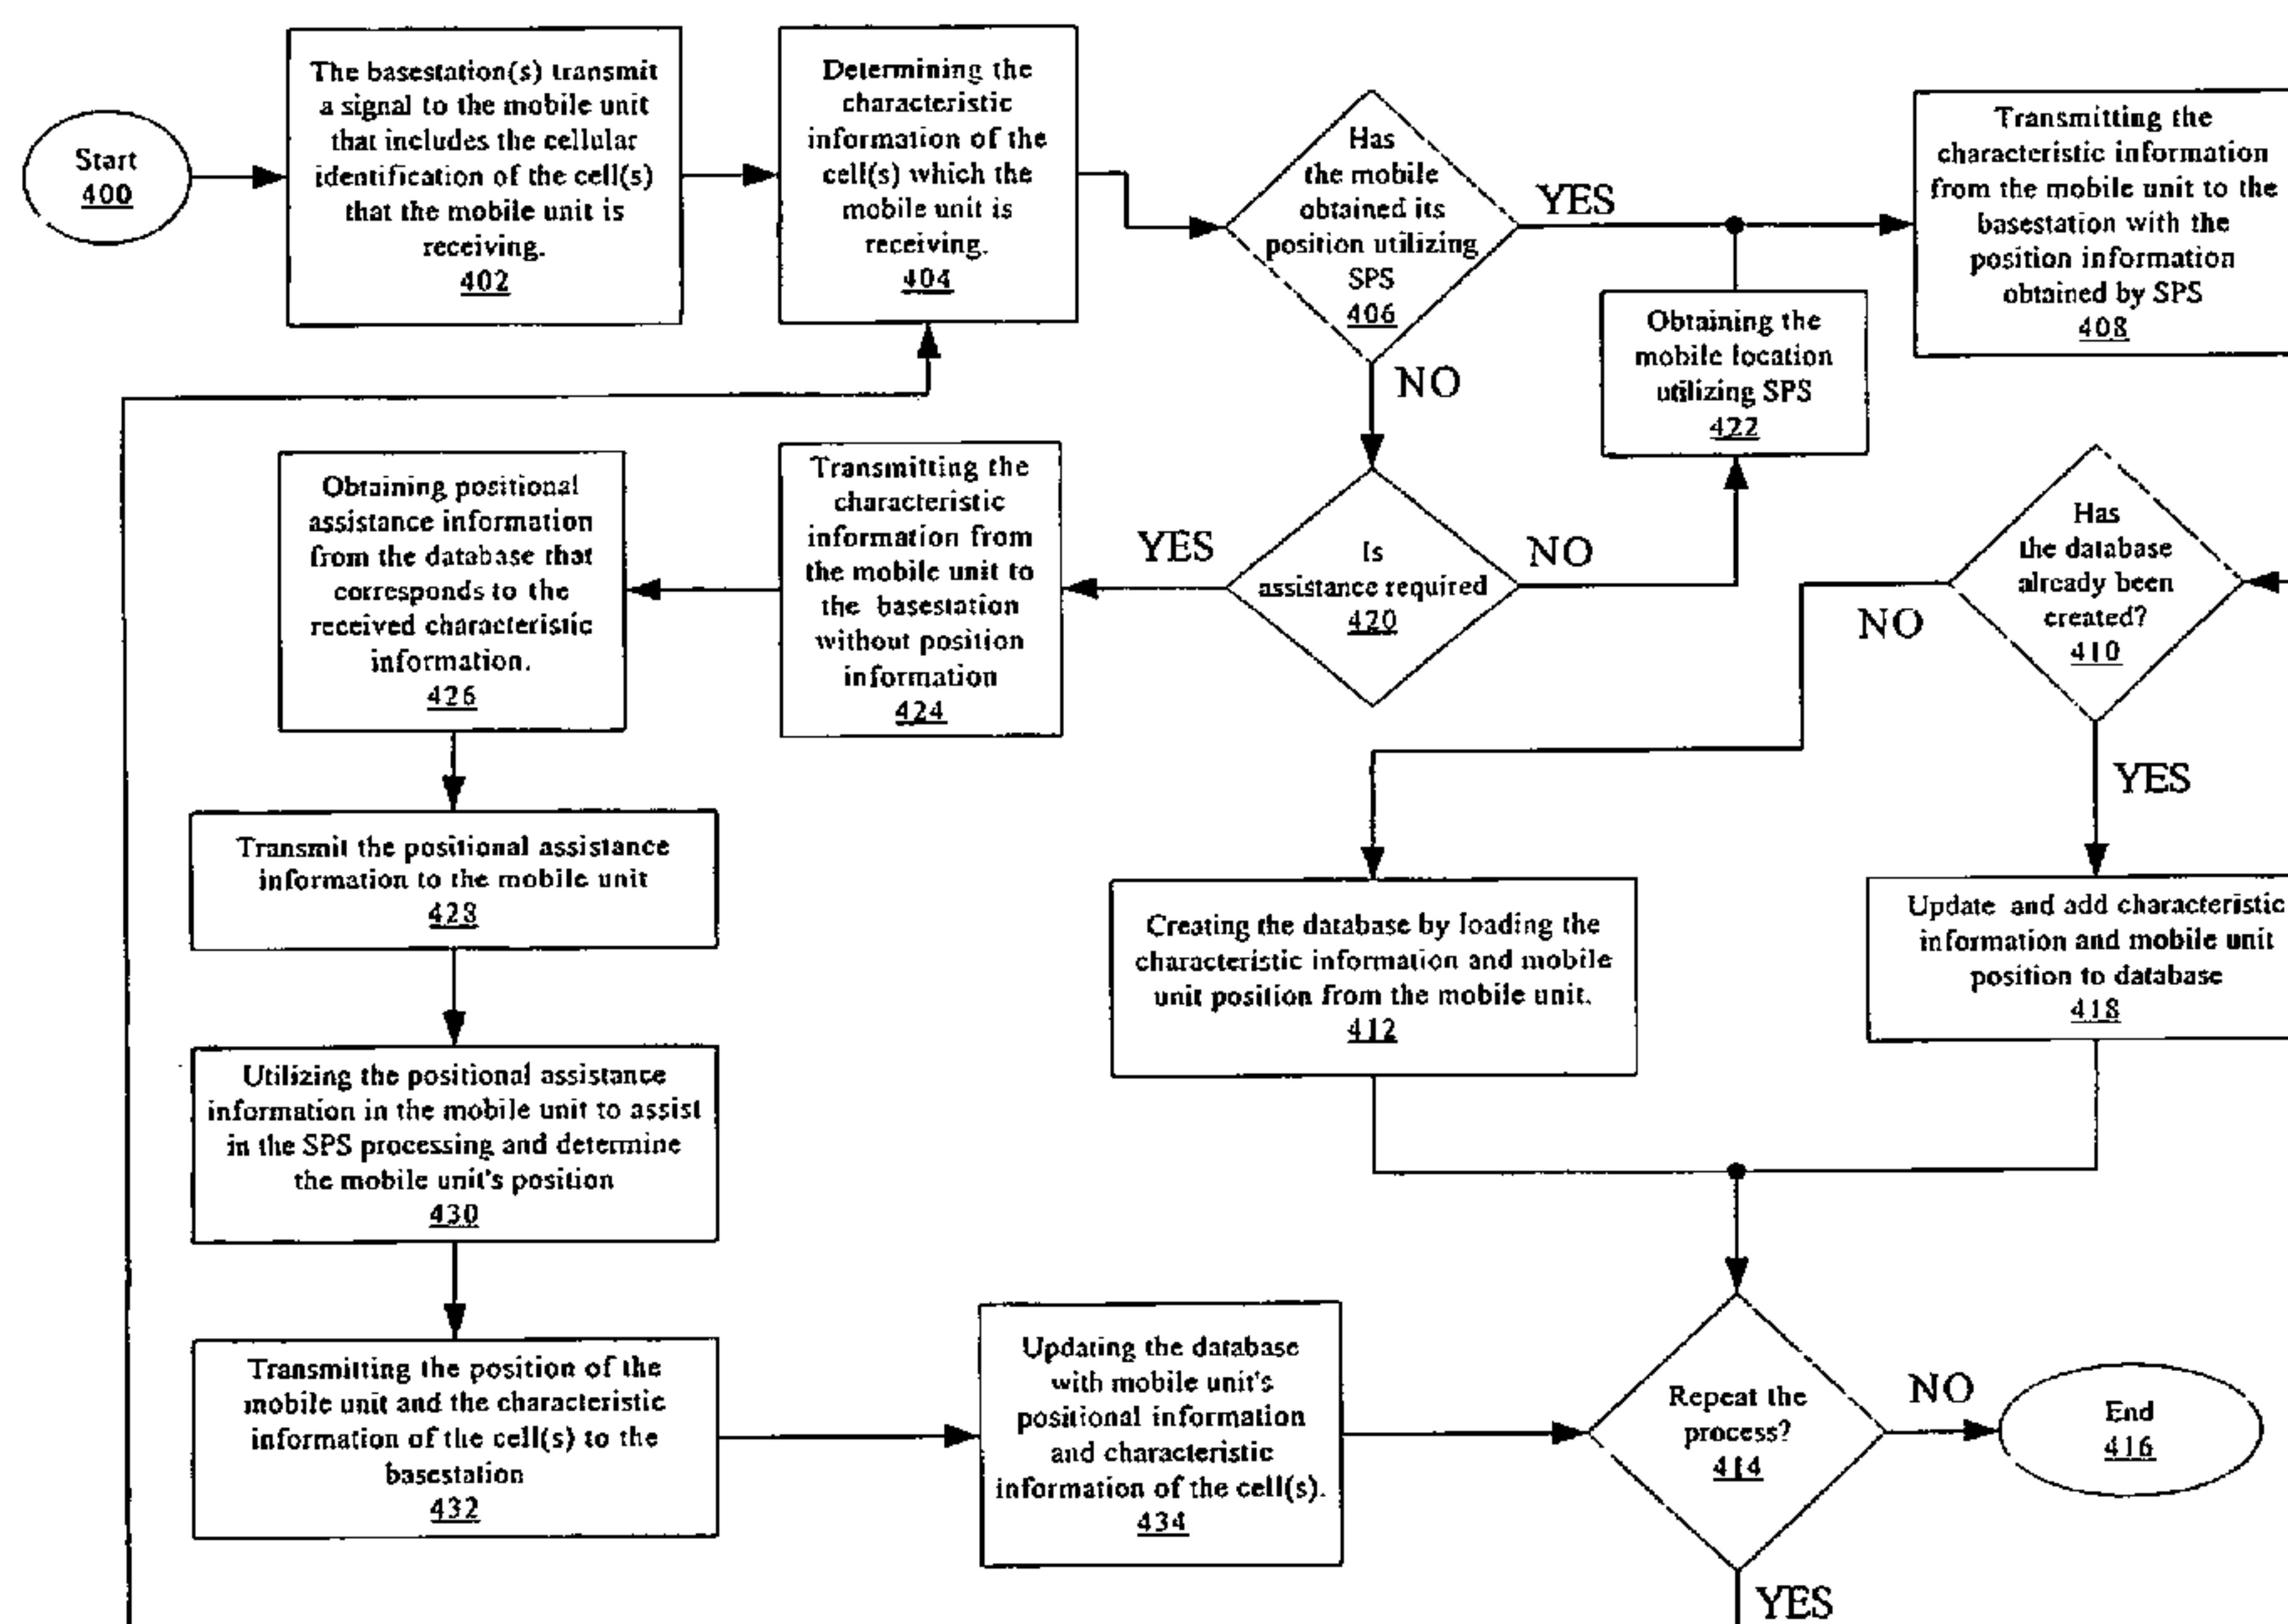 Start
400
The basestation(s) transmit
a signal to the mobile unit
that includes the cellular
identification of the cell(s)
that the mobile unit is
receiving.
402
Determining the
characteristic
information of the
cell(s) which the
mobile unit is
receiving.
404
Has
the mobile
obtained its
position utilizing
SPS
406
YES
NO
Transmitting the
characteristic information
from the mobile unit to the
basestation with the
position information
obtained by SPS
408
Obtaining the
mobile location
utilizing SPS
422
Is
assistance required
420
YES
NO
Transmitting the
characteristic
information from
the mobile unit to
the basestation
without position
information
424
Obtaining positional
assistance information
from the database that
corresponds to the
received characteristic
information.
426
Has
the database
already been
created?
410
NO
YES
Transmit the positional assistance
information to the mobile unit
428
Creating the database by loading the
characteristic information and mobile
unit position from the mobile unit.
412
Update and add characteristic
information and mobile unit
position to database
418
Utilizing the positional assistance
information in the mobile unit to assist
in the SPS processing and determine
the mobile unit's position
430
Transmitting the position of the
mobile unit and the characteristic
information of the cell(s) to the
basestation
432
Updating the database
with mobile unit's
positional information
and characteristic
information of the cell(s).
434
Repeat the
process?
414
NO
End
416
YES